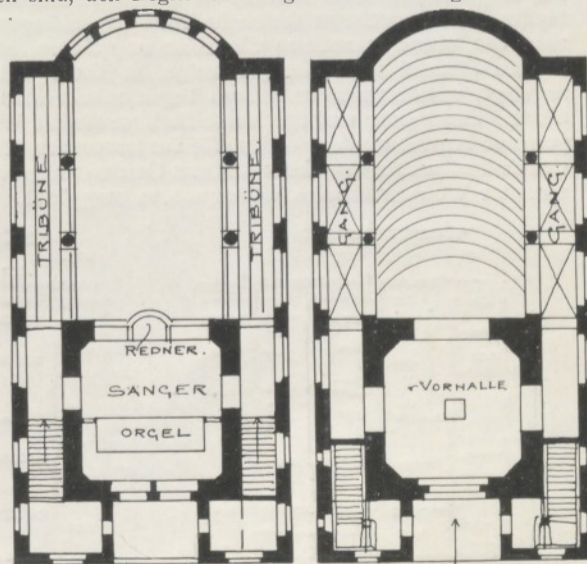 TRIBÜNE
TRIBÜNE.
REDNER.
SÄNGER
ORGEL
GANG.
GANG.
VORHALLE